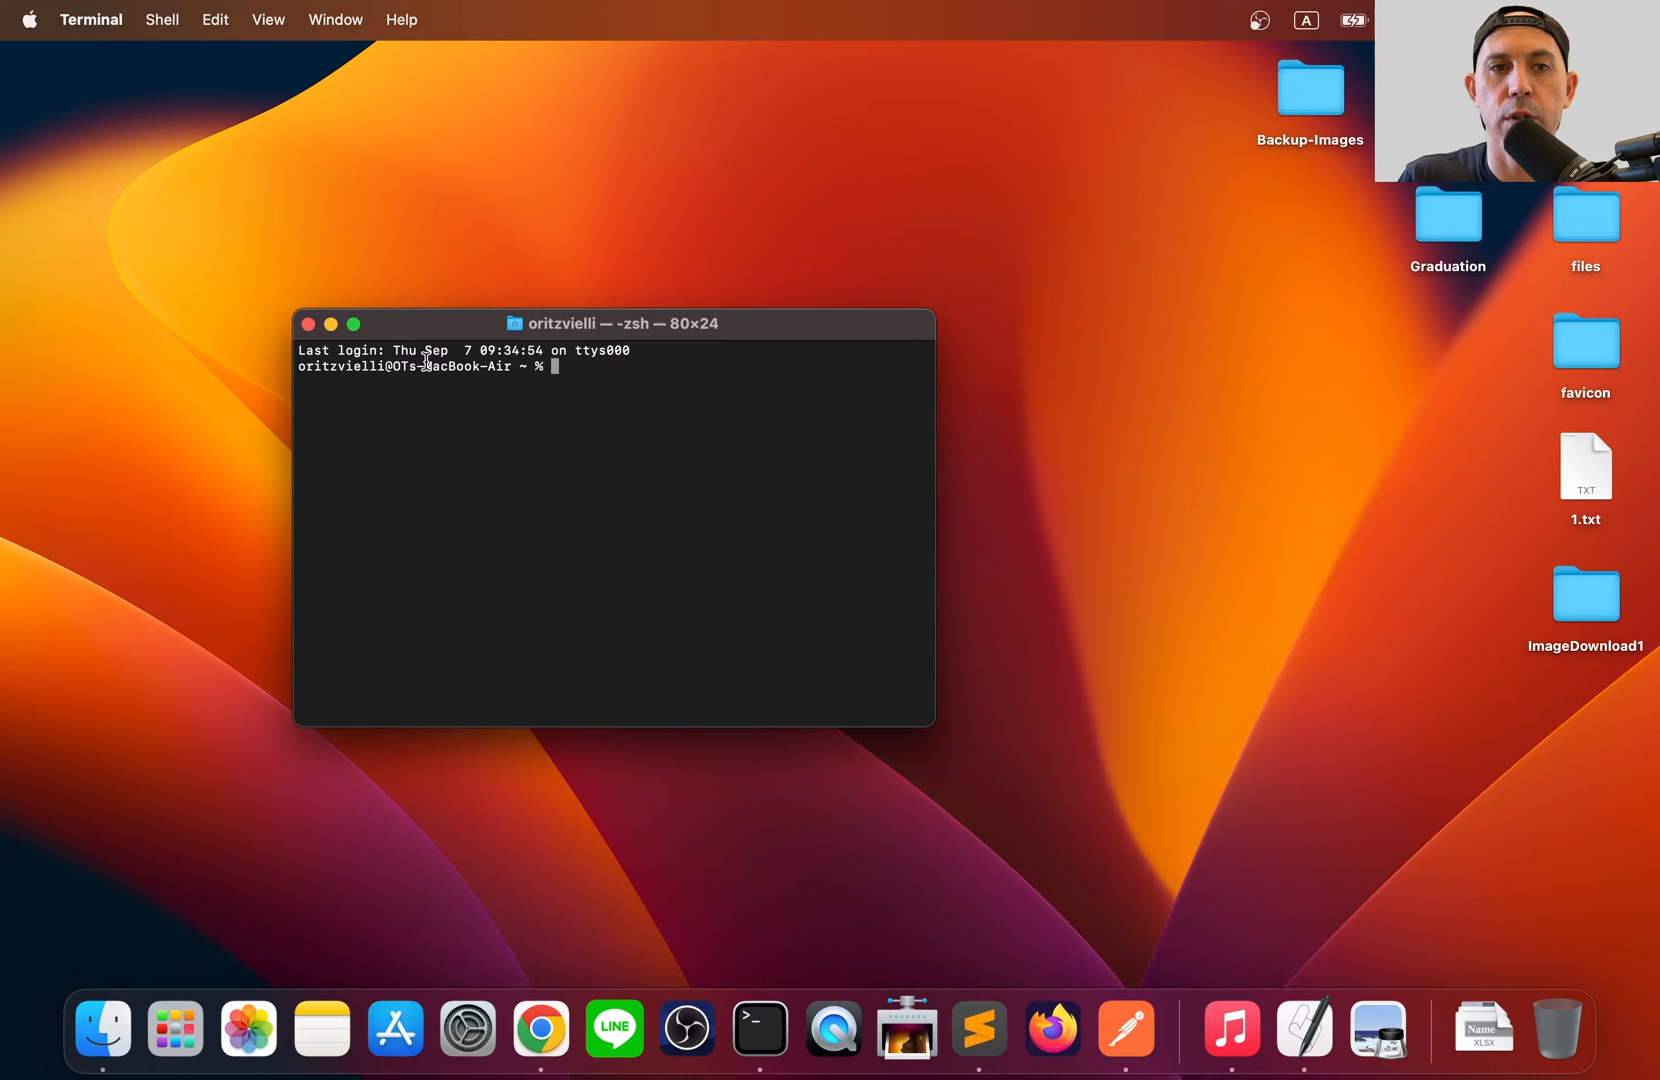 Terminal Shell Edit View Window Help
A
Backup-Images
Graduation
files
oritzvielli — -zsh — 80×24
Last login: Thu Sep 7 09:34:54 on ttys000
oritzvielli@OTs-MacBook-Air ~ %
favicon
TXT
1.txt
ImageDownload1
>_
LINE
Name
XLSX